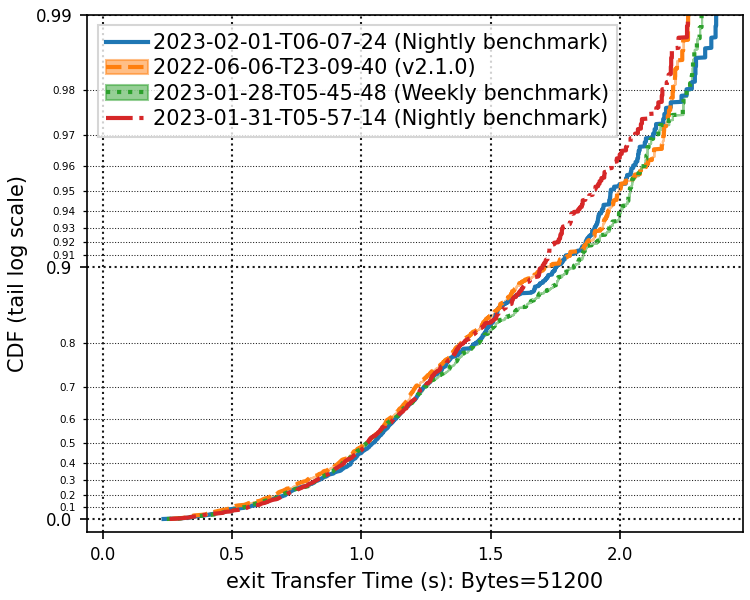 0.99
2023-02-01-T06-07-24 (Nightly benchmark)
2022-06-06-T23-09-40 (v2.1.0)
2023-01-28-T05-45-48 (Weekly benchmark)
2023-01-31-T05-57-14 (Nightly benchmark)
0.98
0.97
0.96
0.95
0.94
0.93
0.92
0.91
0.9
0.8
0.7
0.6
0.5
0.4
0.3
0.2
0.1
0.0
CDF (tail log scale)
0.0 0.5 1.0 1.5 2.0
exit Transfer Time (s): Bytes=51200